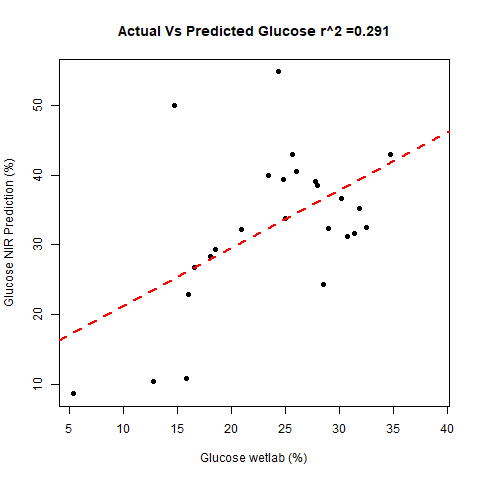 Actual Vs Predicted Glucose r^2 =0.291
Glucose NIR Prediction (%)
50
40
30
20
10
5 10 15 20 25 30 35 40
Glucose wetlab (%)